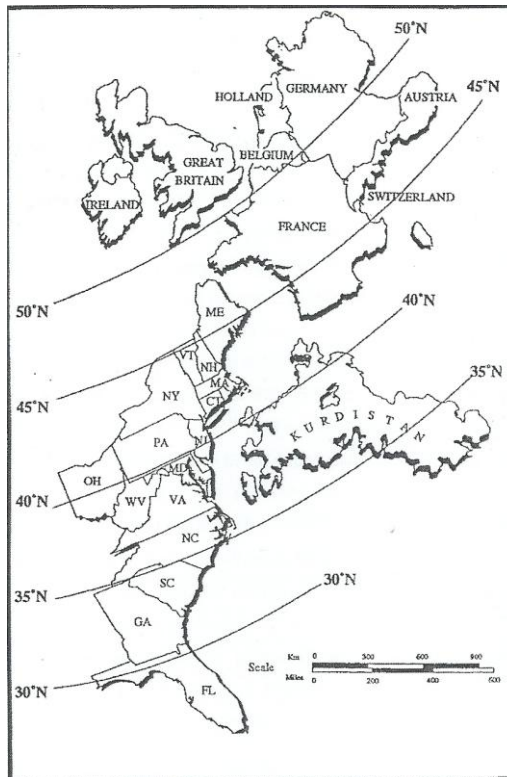 50°N
GERMANY
45°N
HOLLAND
AUSTRIA
BELGIUM
GREAT
BRITAIN
SWITZERLAND
IRELAND
FRANCE
50°N
ME
40°N
VT
NH
35°N
MA
45°N
NY
CT
KURDISTAN
PA
NJ
OH
MD
40°N
WV
VA
NC
35°N
SC
30°N
GA
Km 0 300 600 900
Scale
Miles 0 200 400 600
30°N
FL